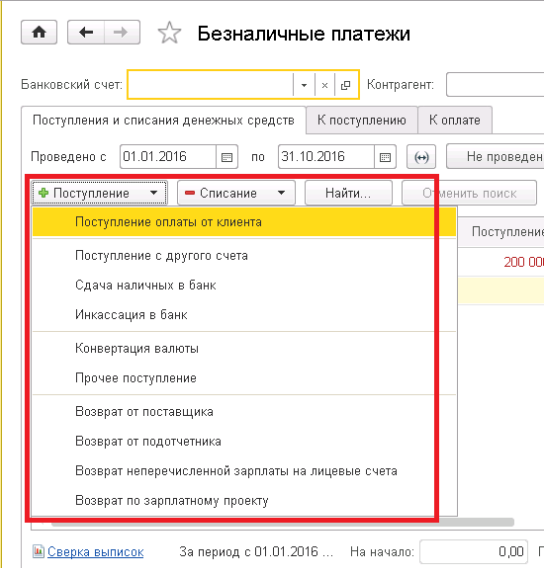 Безналичные платежи
Банковский счет:
Контрагент:
Поступления и списания денежных средств К поступлению К оплате
Проведено с 01.01.2016 по 31.10.2016 Не проведен
Поступление Списание Найти... Отменить поиск
Поступление оплаты от клиента
Поступление
Поступление с другого счета
200 000
Сдача наличных в банк
Инкассация в банк
Конвертация валюты
Прочее поступление
Возврат от поставщика
Возврат от подотчетника
Возврат неперечисленной зарплаты на лицевые счета
Возврат по зарплатному проекту
Сверка выписок За период с 01.01.2016 ... На начало: 0,00